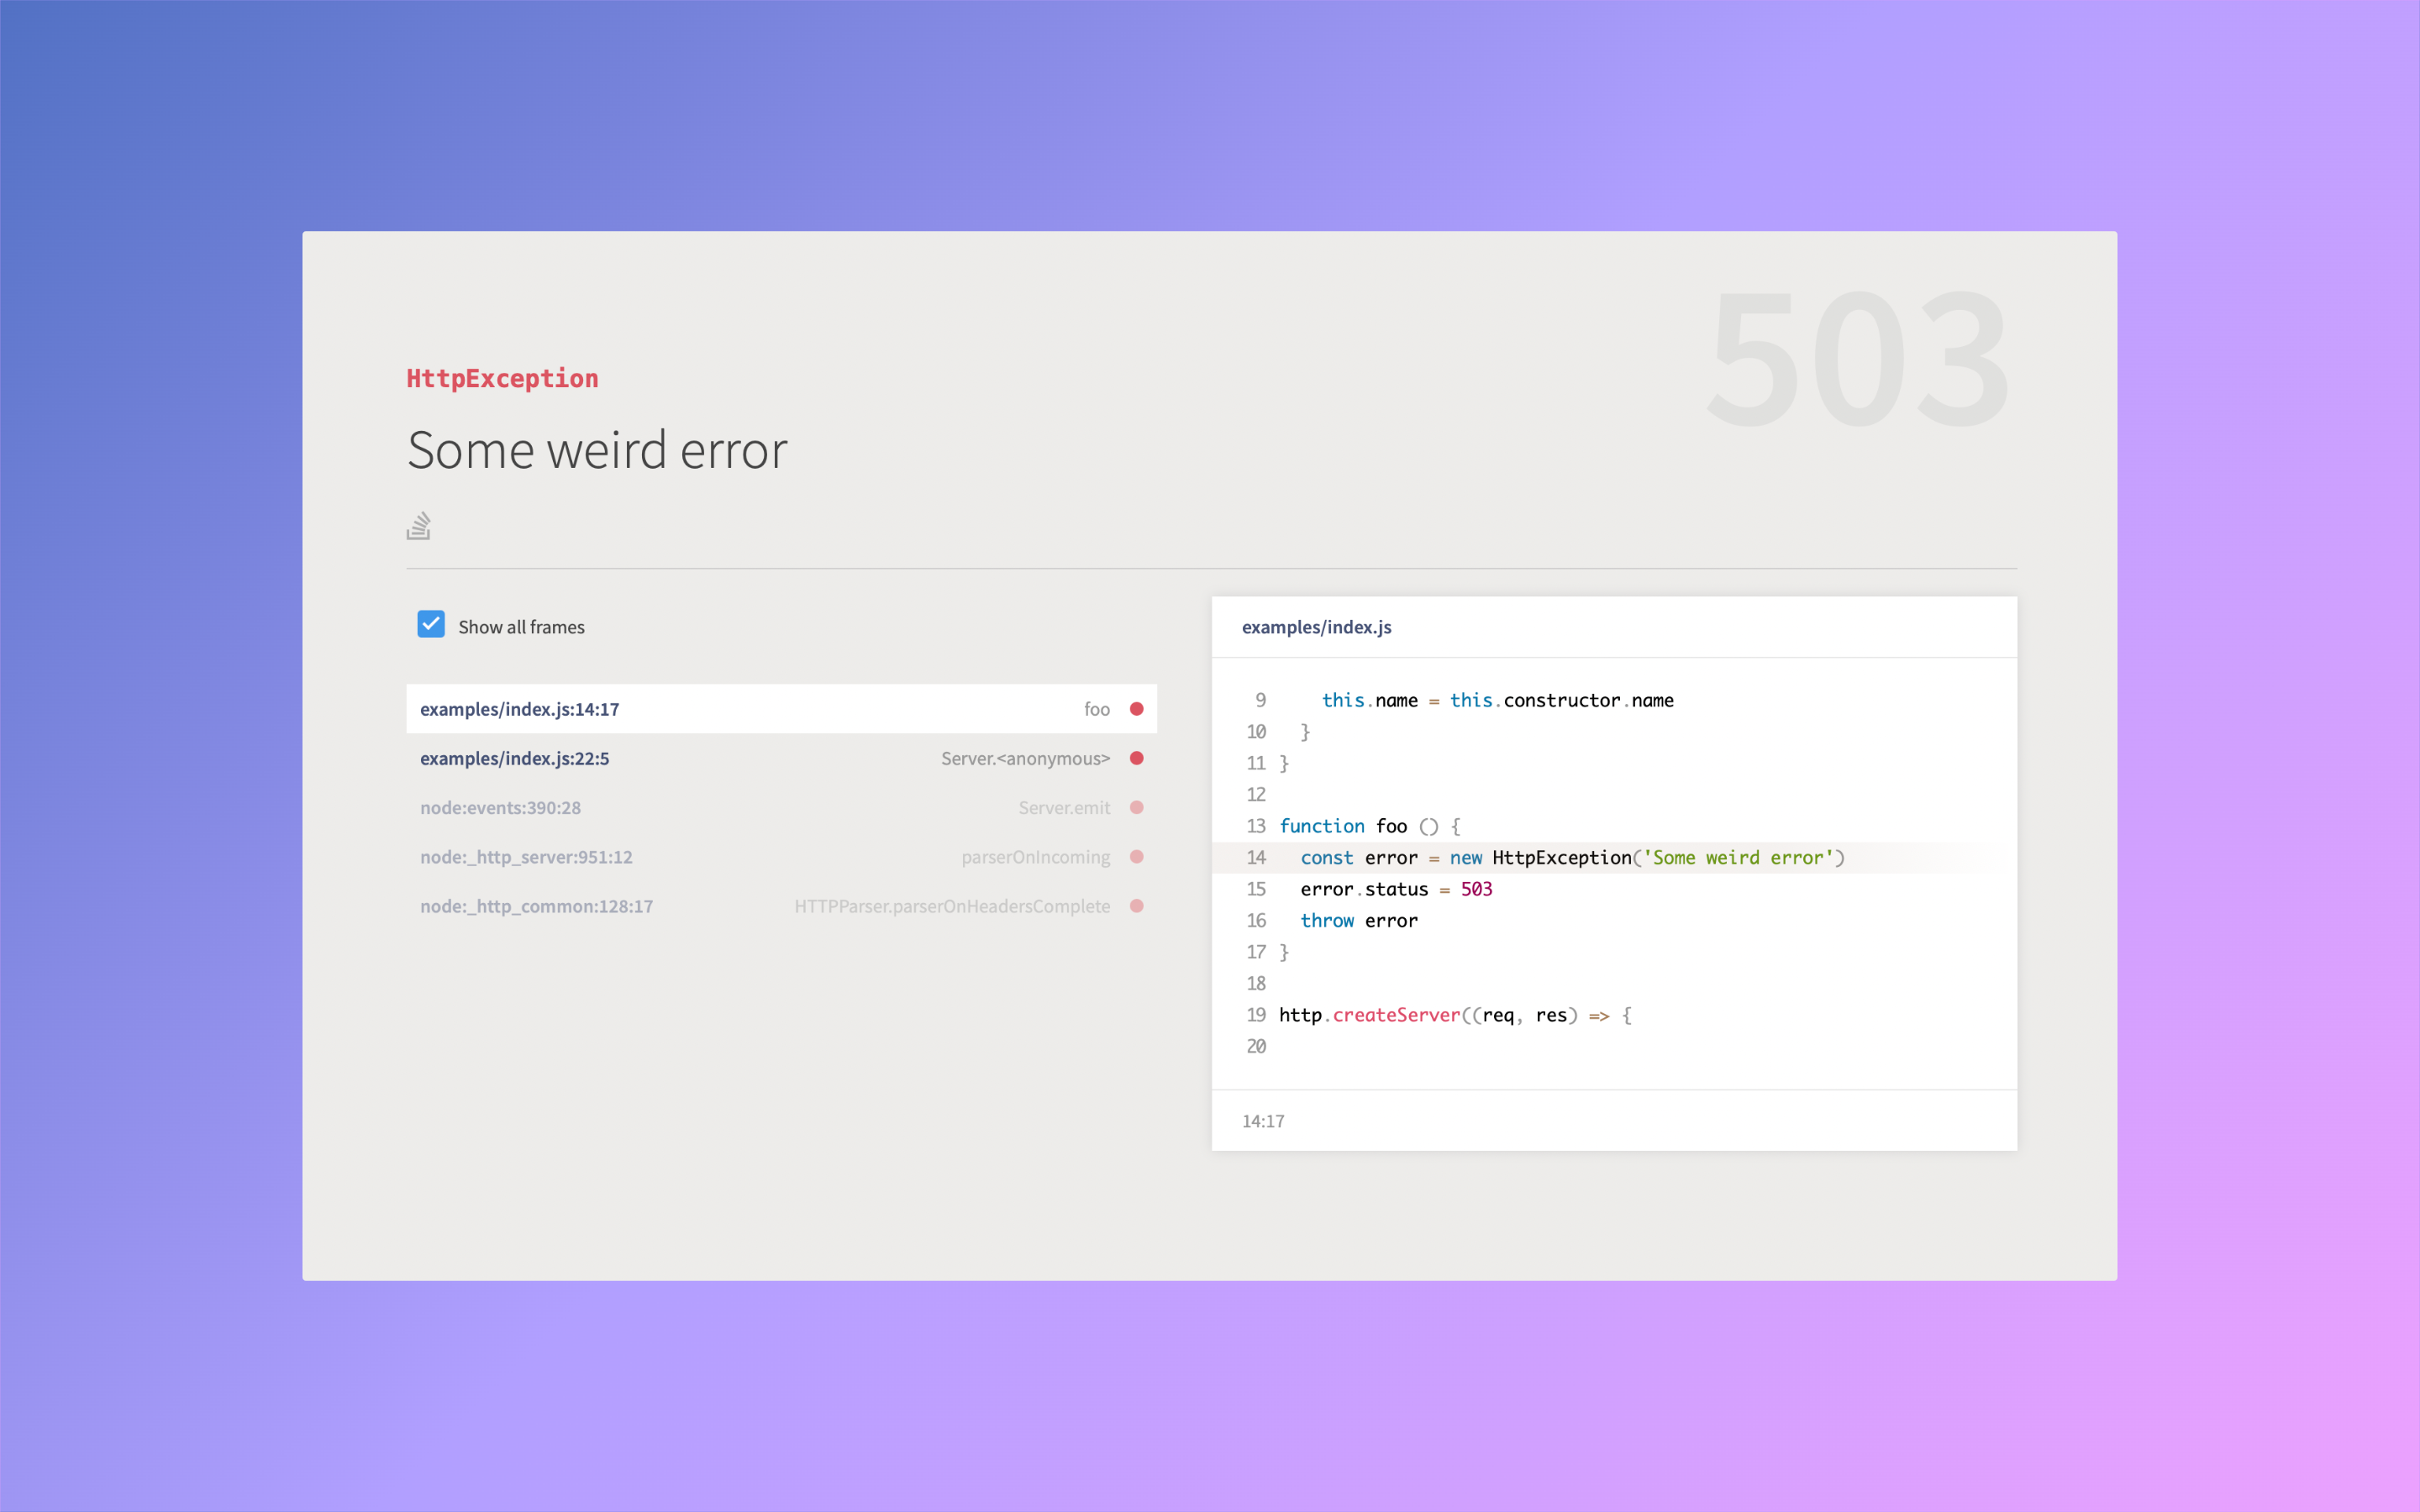 503
HttpException
Some weird error
Show all frames
examples/index.js:14:17 foo
examples/index.js:22:5 Server.<anonymous>
node:events:390:28 Server.emit
node:_http_server:951:12 parserOnIncoming
node:_http_common:128:17 HTTPParser.parserOnHeadersComplete
examples/index.js
9     this.name = this.constructor.name
10   }
11 }
12
13 function foo () {
14   const error = new HttpException('Some weird error')
15   error.status = 503
16   throw error
17 }
18
19 http.createServer((req, res) => {
20
14:17